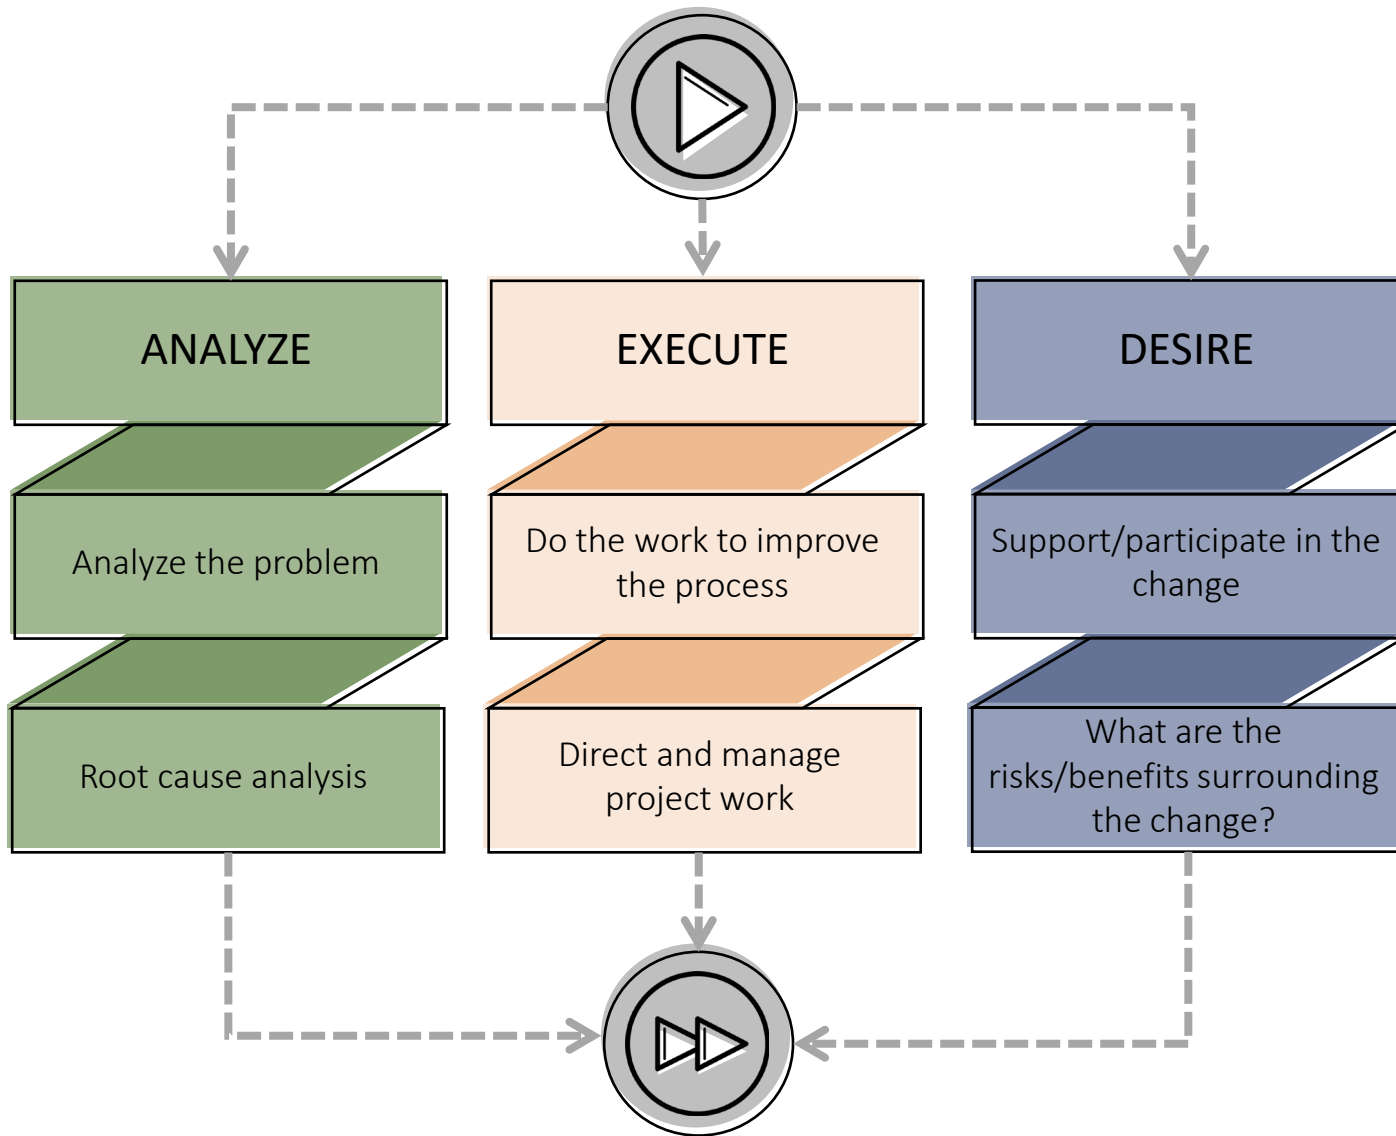 ANALYZE
EXECUTE
DESIRE
Analyze the problem
Do the work to improve
the process
Support/participate in the
change
Root cause analysis
Direct and manage
project work
What are the
risks/benefits surrounding
the change?